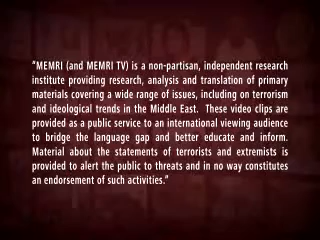 “MEMRI (and MEMRI TV) is a non-partisan, independent research
institute providing research, analysis and translation of primary
materials covering a wide range of issues, including on terrorism
and ideological trends in the Middle East. These video clips are
provided as a public service to an international viewing audience
to bridge the language gap and better educate and inform.
Material about the statements of terrorists and extremists is
provided to alert the public to threats and in no way constitutes
an endorsement of such activities.”